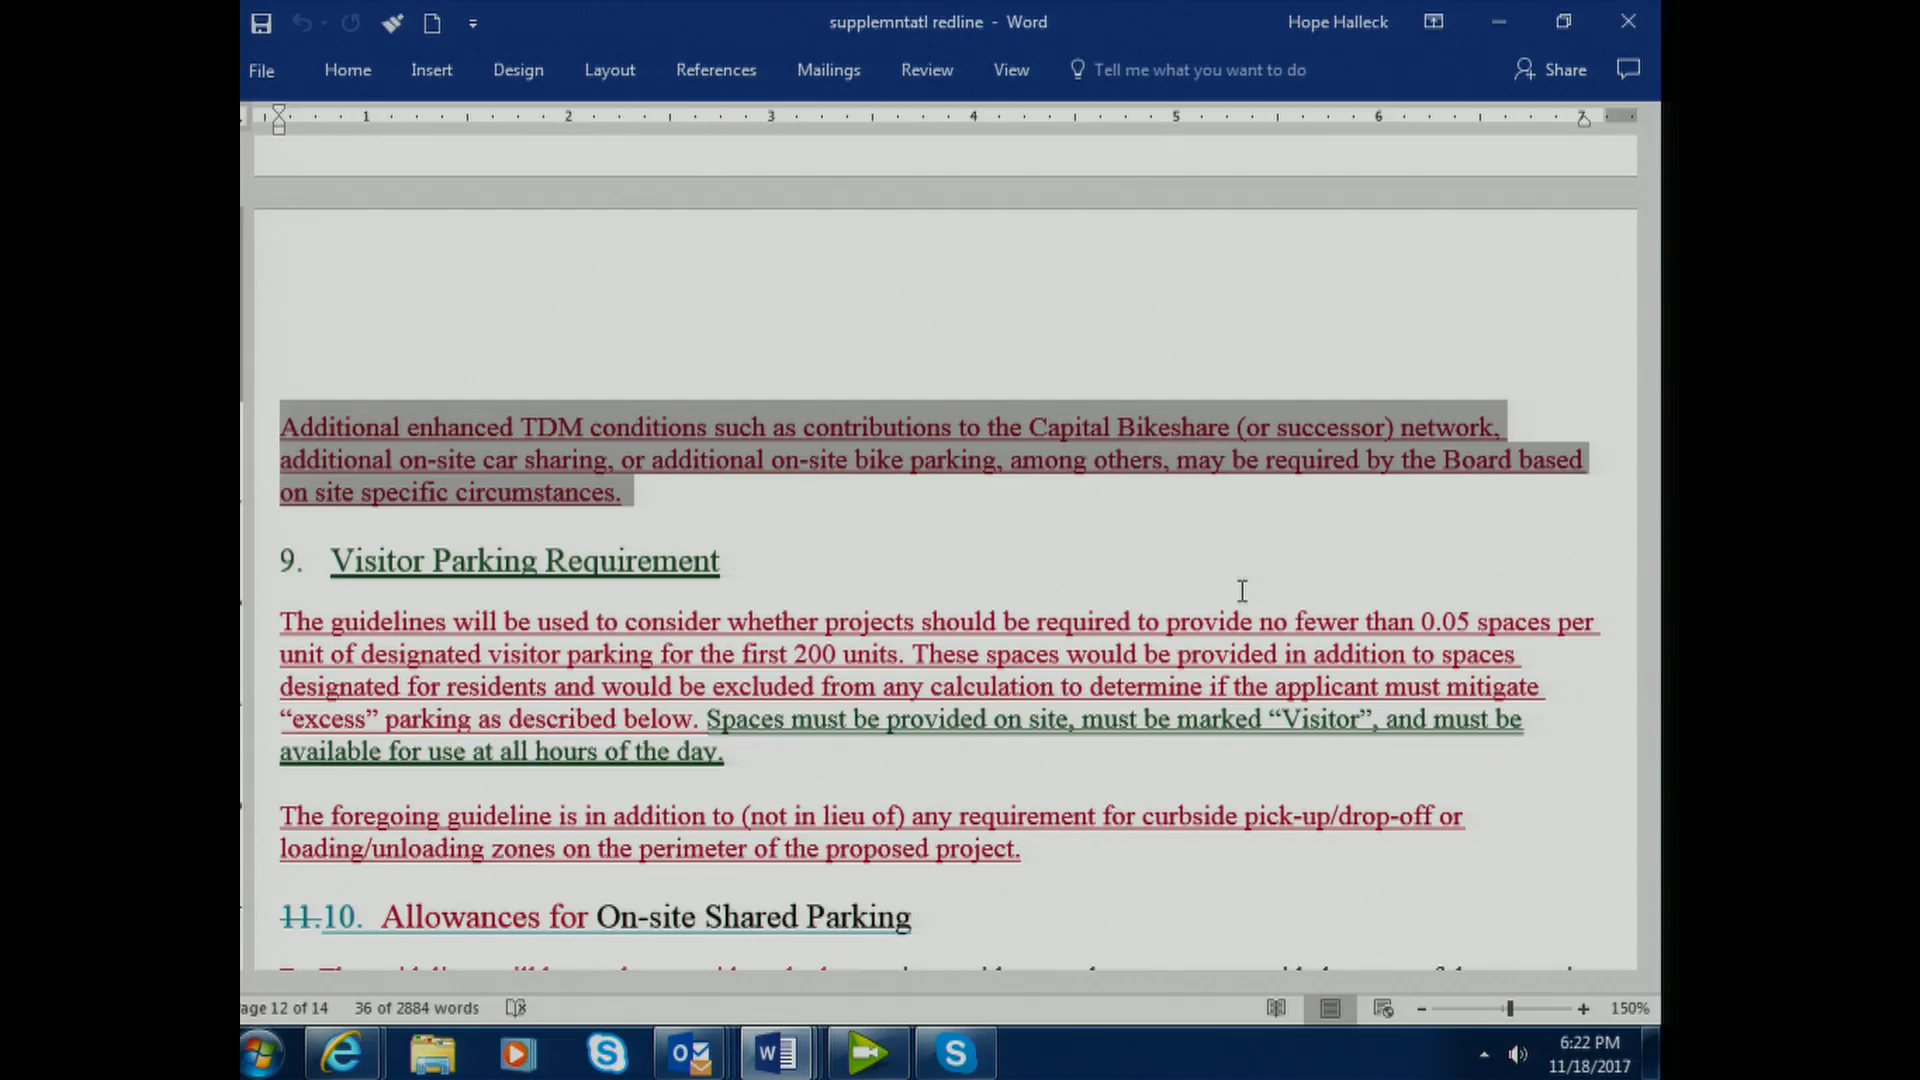 supplemntatl redline - Word
Hope Halleck
File Home Insert Design Layout References Mailings Review View Tell me what you want to do Share
1 2 3 4 5 6 7
Additional enhanced TDM conditions such as contributions to the Capital Bikeshare (or successor) network,
additional on-site car sharing, or additional on-site bike parking, among others, may be required by the Board based
on site specific circumstances.
9. Visitor Parking Requirement
The guidelines will be used to consider whether projects should be required to provide no fewer than 0.05 spaces per
unit of designated visitor parking for the first 200 units. These spaces would be provided in addition to spaces
designated for residents and would be excluded from any calculation to determine if the applicant must mitigate
“excess” parking as described below. Spaces must be provided on site, must be marked “Visitor”, and must be
available for use at all hours of the day.
The foregoing guideline is in addition to (not in lieu of) any requirement for curbside pick-up/drop-off or
loading/unloading zones on the perimeter of the proposed project.
11.10. Allowances for On-site Shared Parking
age 12 of 14 36 of 2884 words
150%
6:22 PM
11/18/2017